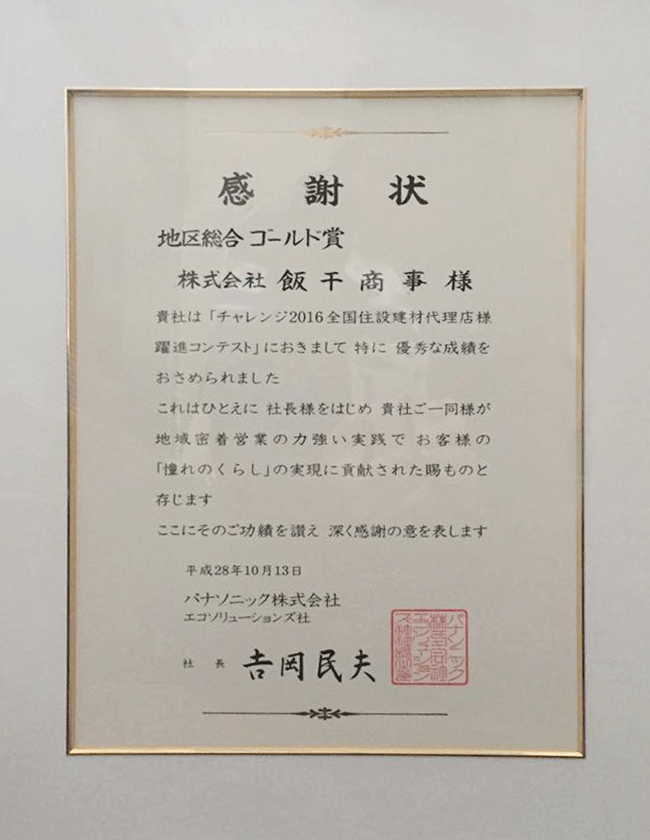 感謝状
地区総合 ゴールド賞
株式会社 飯干商事様
貴社は「チャレンジ2016全国住設建材代理店様
躍進コンテスト」におきまして 特に 優秀な成績を
おさめられました
これはひとえに 社長様をはじめ 貴社ご一同様が
地域密着営業の力強い実践で お客様の
「憧れのくらし」の実現に貢献された賜ものと
存じます
ここにそのご功績を讃え 深く感謝の意を表します
平成28年10月13日
パナソニック株式会社
エコソリューションズ社
社長 吉岡民夫